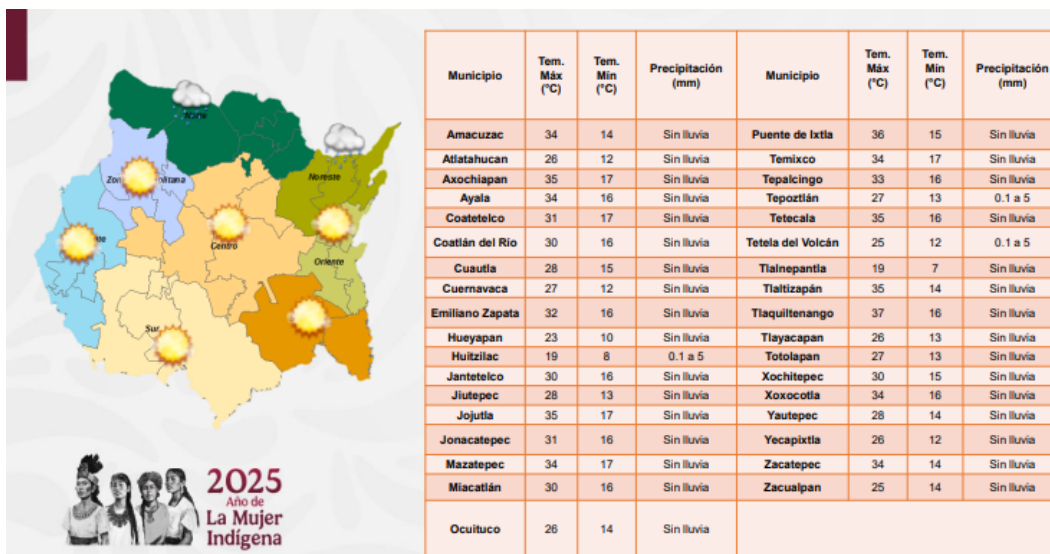 Norte
Noreste
Centro
Oriente
Sur
2025
Año de
La Mujer
Indígena
Municipio Tem. Máx (°C) Tem. Mín (°C) Precipitación (mm) Municipio Tem. Máx (°C) Tem. Min (°C) Precipitación (mm)
Amacuzac 34 14 Sin lluvia Puente de Ixtla 36 15 Sin lluvia
Atlatahucan 26 12 Sin lluvia Temixco 34 17 Sin lluvia
Axochiapan 35 17 Sin lluvia Tepalcingo 33 16 Sin lluvia
Ayala 34 16 Sin lluvia Tepoztlán 27 13 0.1 a 5
Coatetelco 31 17 Sin lluvia Tetecala 35 16 Sin lluvia
Coatlán del Río 30 16 Sin lluvia Tetela del Volcán 25 12 0.1 a 5
Cuautla 28 15 Sin lluvia Tlalnepantla 19 7 Sin lluvia
Cuernavaca 27 12 Sin lluvia Tlaltizapán 35 14 Sin lluvia
Emiliano Zapata 32 16 Sin lluvia Tlaquiltenango 37 16 Sin lluvia
Hueyapan 23 10 Sin lluvia Tlayacapan 26 13 Sin lluvia
Huitzilac 19 8 0.1 a 5 Totolapan 27 13 Sin lluvia
Jantetelco 30 16 Sin lluvia Xochitepec 30 15 Sin lluvia
Jiutepec 28 13 Sin lluvia Xoxocotla 34 16 Sin lluvia
Jojutla 35 17 Sin lluvia Yautepec 28 14 Sin lluvia
Jonacatepec 31 16 Sin lluvia Yecapixtla 26 12 Sin lluvia
Mazatepec 34 17 Sin lluvia Zacatepec 34 14 Sin lluvia
Miacatlán 30 16 Sin lluvia Zacualpan 25 14 Sin lluvia
Ocuituco 26 14 Sin lluvia